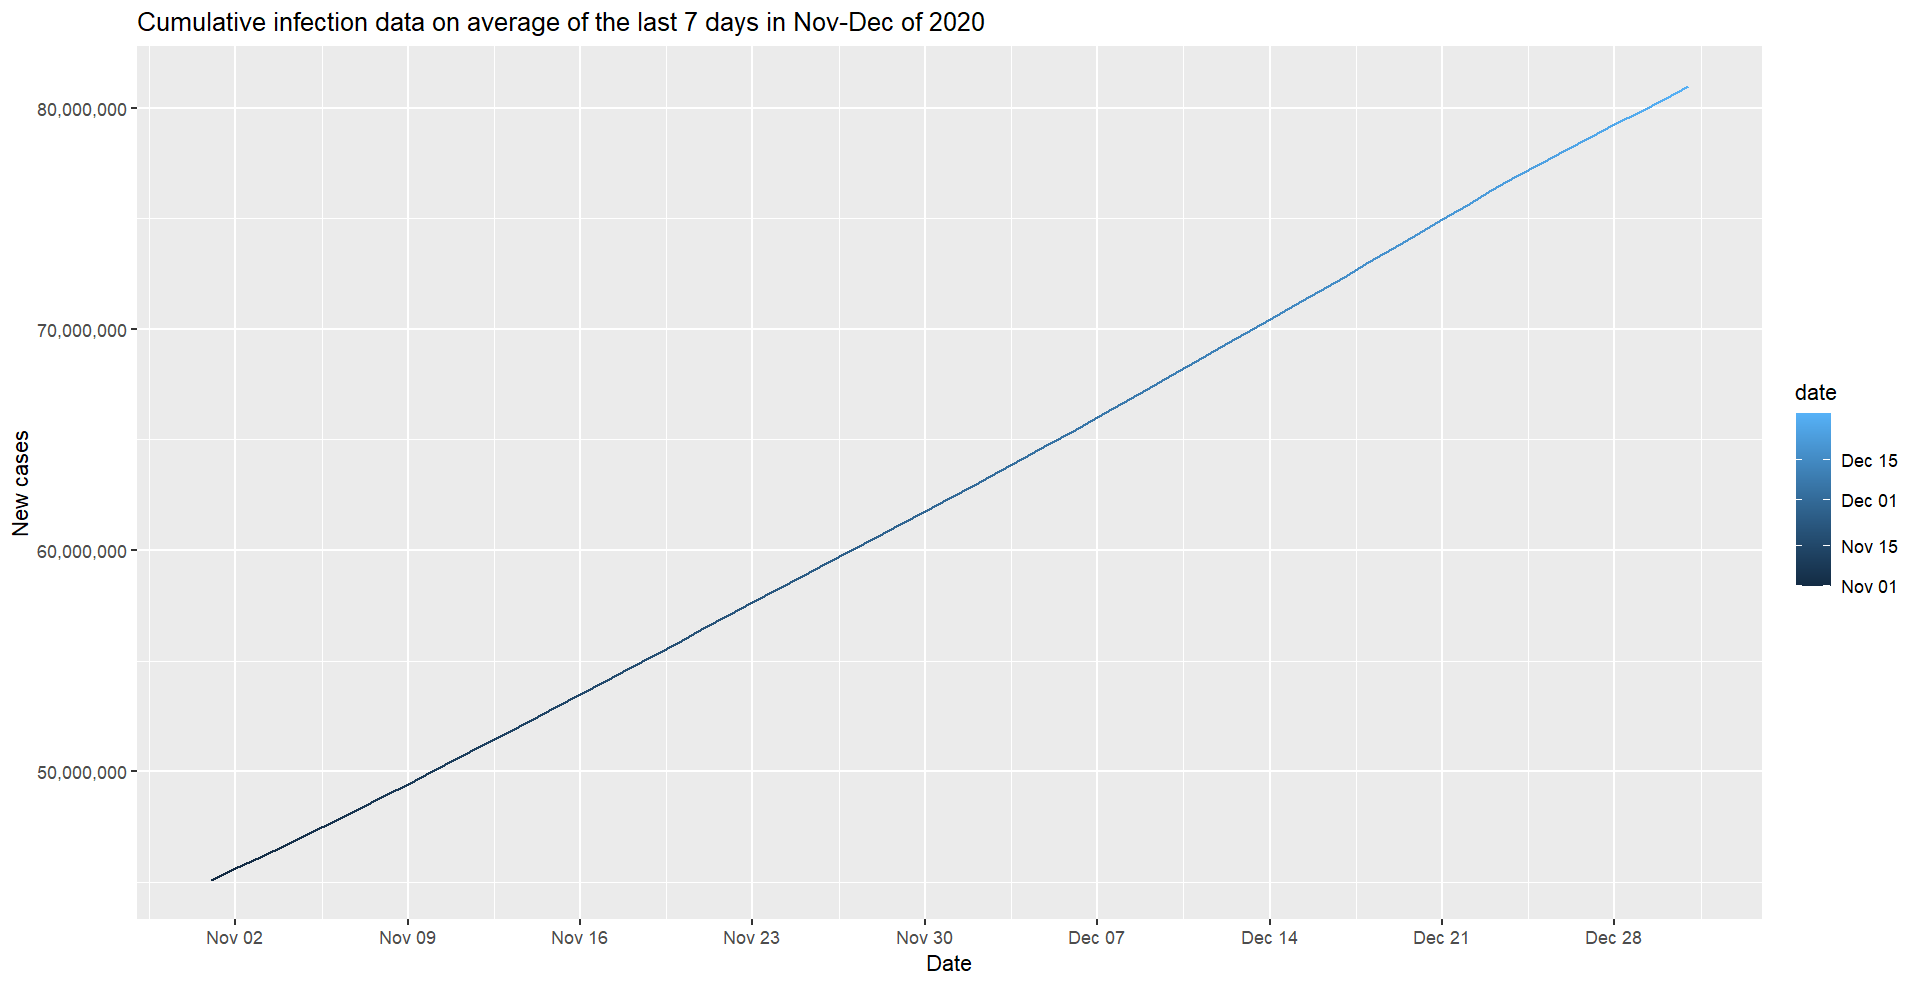 Cumulative infection data on average of the last 7 days in Nov-Dec of 2020
New cases
80,000,000
70,000,000
60,000,000
50,000,000
Nov 02
Nov 09
Nov 16
Nov 23
Nov 30
Dec 07
Dec 14
Dec 21
Dec 28
Date
date
Dec 15
Dec 01
Nov 15
Nov 01